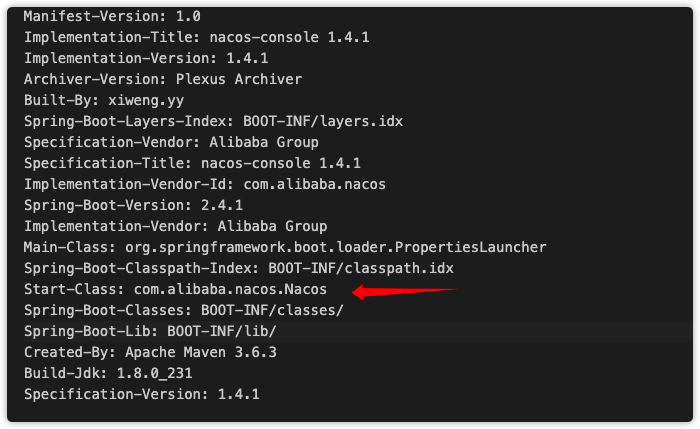 Manifest-Version: 1.0
Implementation-Title: nacos-console 1.4.1
Implementation-Version: 1.4.1
Archiver-Version: Plexus Archiver
Built-By: xiweng.yy
Spring-Boot-Layers-Index: BOOT-INF/layers.idx
Specification-Vendor: Alibaba Group
Specification-Title: nacos-console 1.4.1
Implementation-Vendor-Id: com.alibaba.nacos
Spring-Boot-Version: 2.4.1
Implementation-Vendor: Alibaba Group
Main-Class: org.springframework.boot.loader.PropertiesLauncher
Spring-Boot-Classpath-Index: BOOT-INF/classpath.idx
Start-Class: com.alibaba.nacos.Nacos
Spring-Boot-Classes: BOOT-INF/classes/
Spring-Boot-Lib: BOOT-INF/lib/
Created-By: Apache Maven 3.6.3
Build-Jdk: 1.8.0_231
Specification-Version: 1.4.1